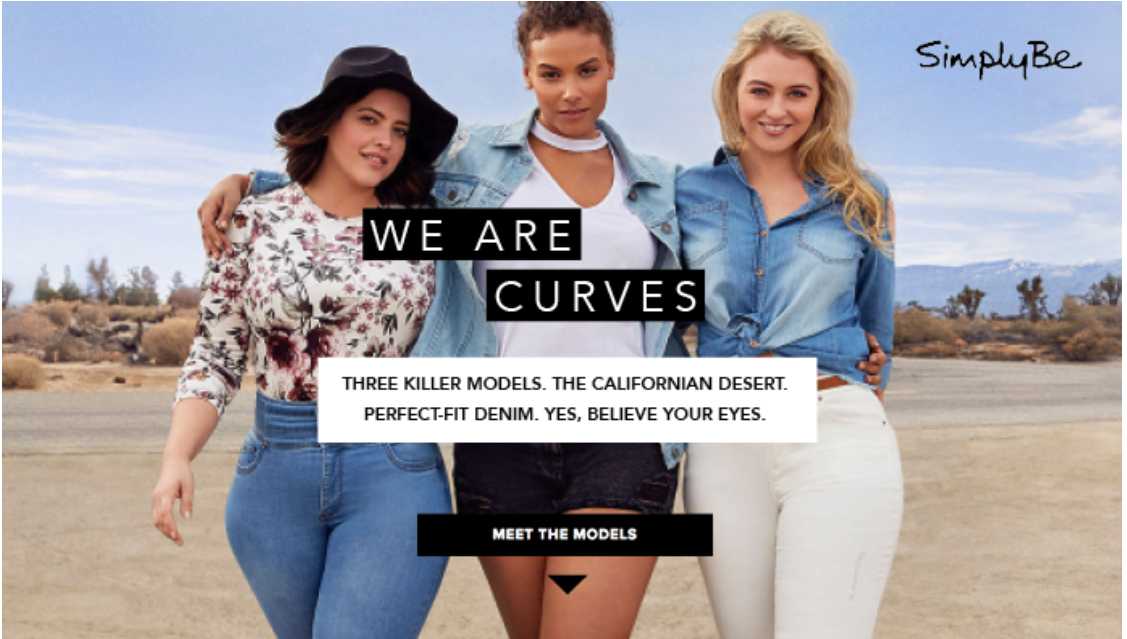 SimplyBe
WE ARE
CURVES
THREE KILLER MODELS. THE CALIFORNIAN DESERT.
PERFECT-FIT DENIM. YES, BELIEVE YOUR EYES.
MEET THE MODELS